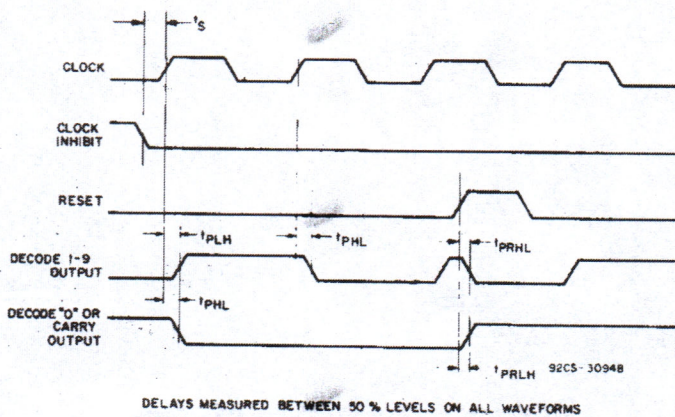 tS
CLOCK
CLOCK
INHIBIT
RESET
tPLH
tPHL
tPRHL
DECODE 1-9
OUTPUT
tPHL
DECODE "0" OR
CARRY
OUTPUT
tPRLH
92CS-30948
DELAYS MEASURED BETWEEN 50 % LEVELS ON ALL WAVEFORMS